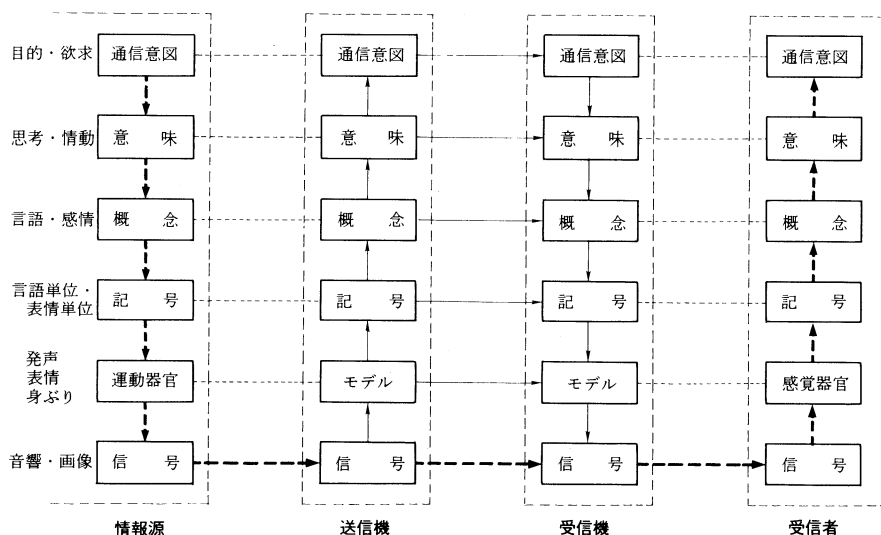 目的・欲求 通信意図 通信意図 通信意図 通信意図
思考・情動 意味 意味 意味 意味
言語・感情 概念 概念 概念 概念
言語単位・
表情単位 記号 記号 記号 記号
発声
表情
身ぶり 運動器官 モデル モデル 感覚器官
音響・画像 信号 信号 信号 信号
情報源 送信機 受信機 受信者